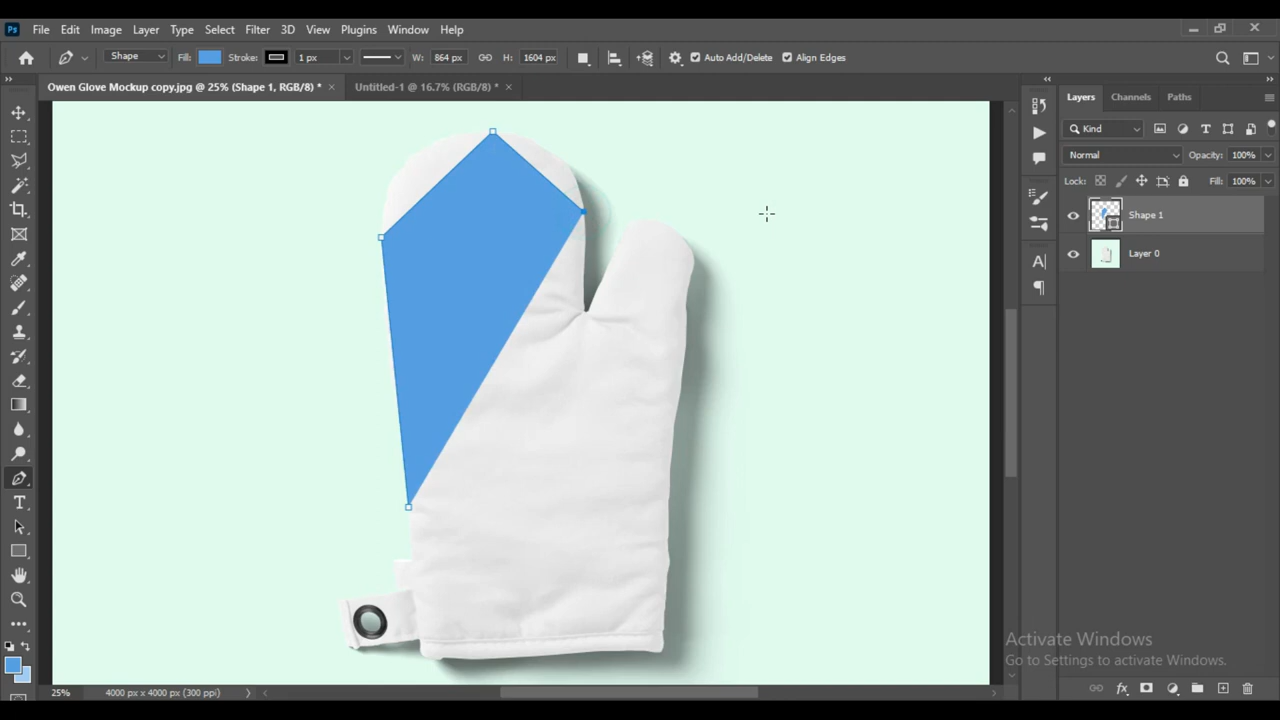 Ps File Edit Image Layer Type Select Filter 3D View Plugins Window Help
Shape Fill: Stroke: 1 px W: 864 px H: 1604 px Auto Add/Delete Align Edges
Owen Glove Mockup copy.jpg @ 25% (Shape 1, RGB/8) * × Untitled-1 @ 16.7% (RGB/8) * ×
Layers Channels Paths
Kind
Normal Opacity: 100%
Lock: Fill: 100%
Shape 1
Layer 0
Activate Windows
Go to Settings to activate Windows.
25% 4000 px x 4000 px (300 ppi)